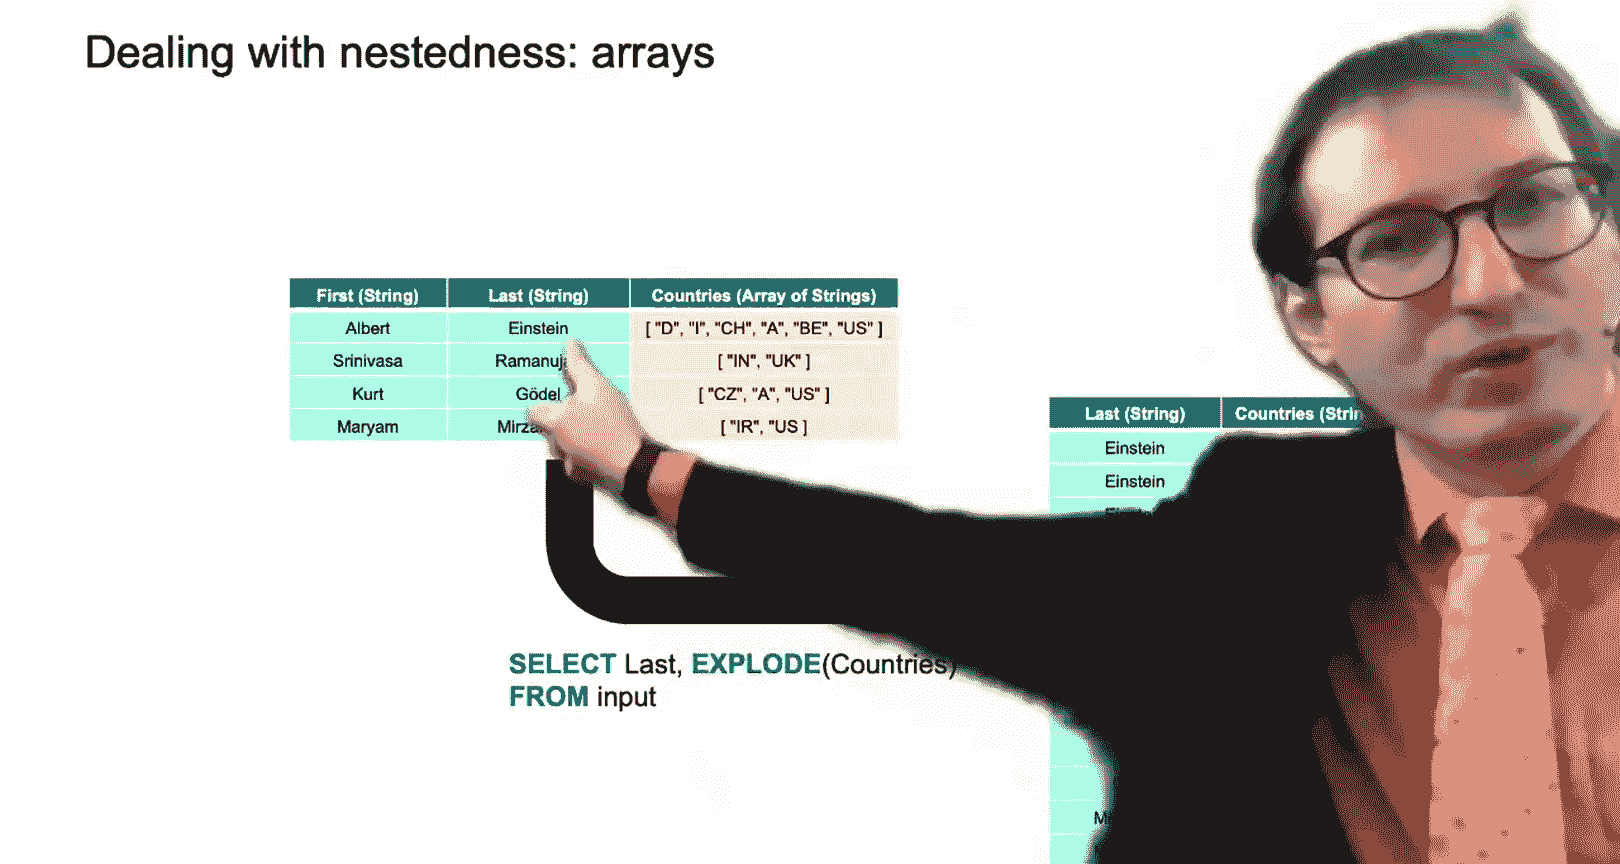 Dealing with nestedness: arrays
First (String) Last (String) Countries (Array of Strings)
Albert Einstein [ "D", "I", "CH", "A", "BE", "US" ]
Srinivasa [ "IN", "UK" ]
Kurt Gödel [ "CZ", "A", "US" ]
Maryam [ "IR", "US ]
Last (String) Countries
Einstein
Einstein
SELECT Last, EXPLODE(Countries)
FROM input